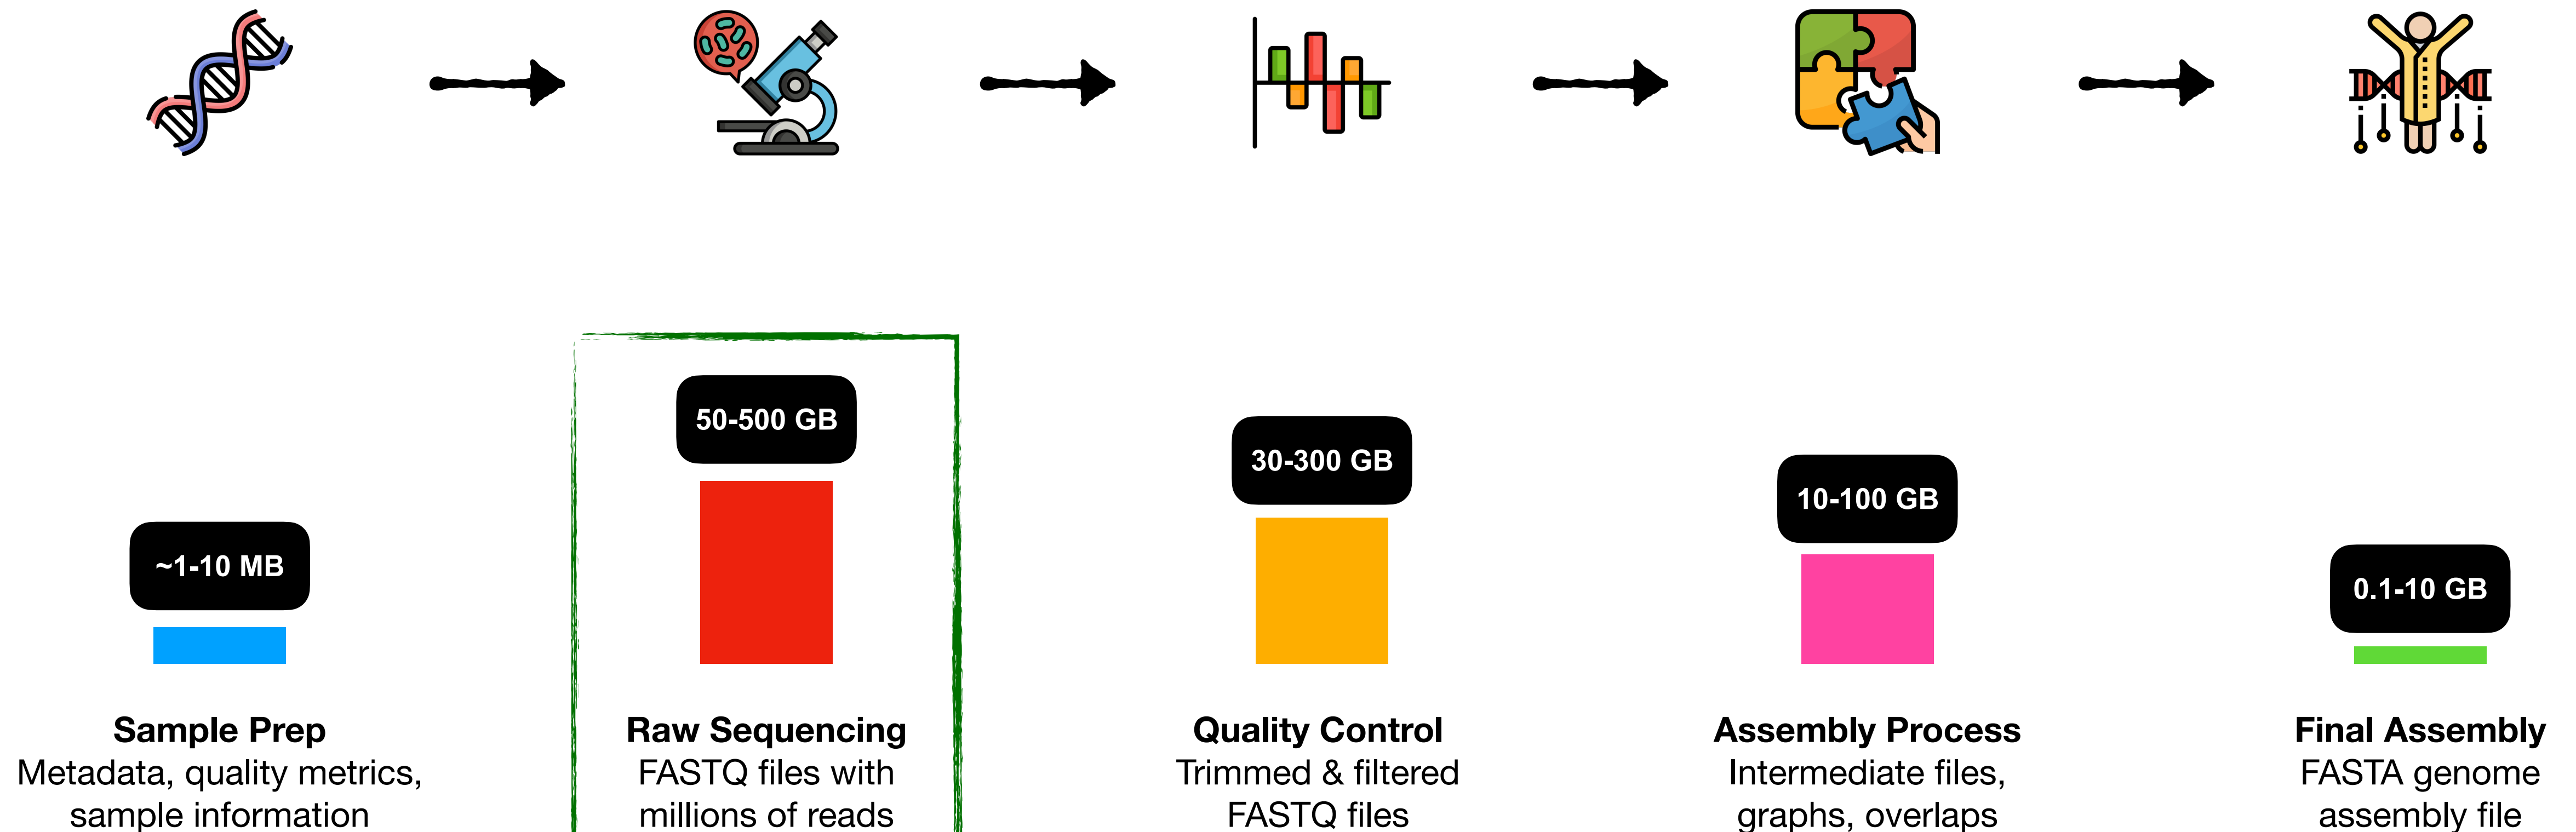 50-500 GB
30-300 GB
10-100 GB
~1-10 MB
0.1-10 GB
Sample Prep
Metadata, quality metrics,
sample information
Raw Sequencing
FASTQ files with
millions of reads
Quality Control
Trimmed & filtered
FASTQ files
Assembly Process
Intermediate files,
graphs, overlaps
Final Assembly
FASTA genome
assembly file